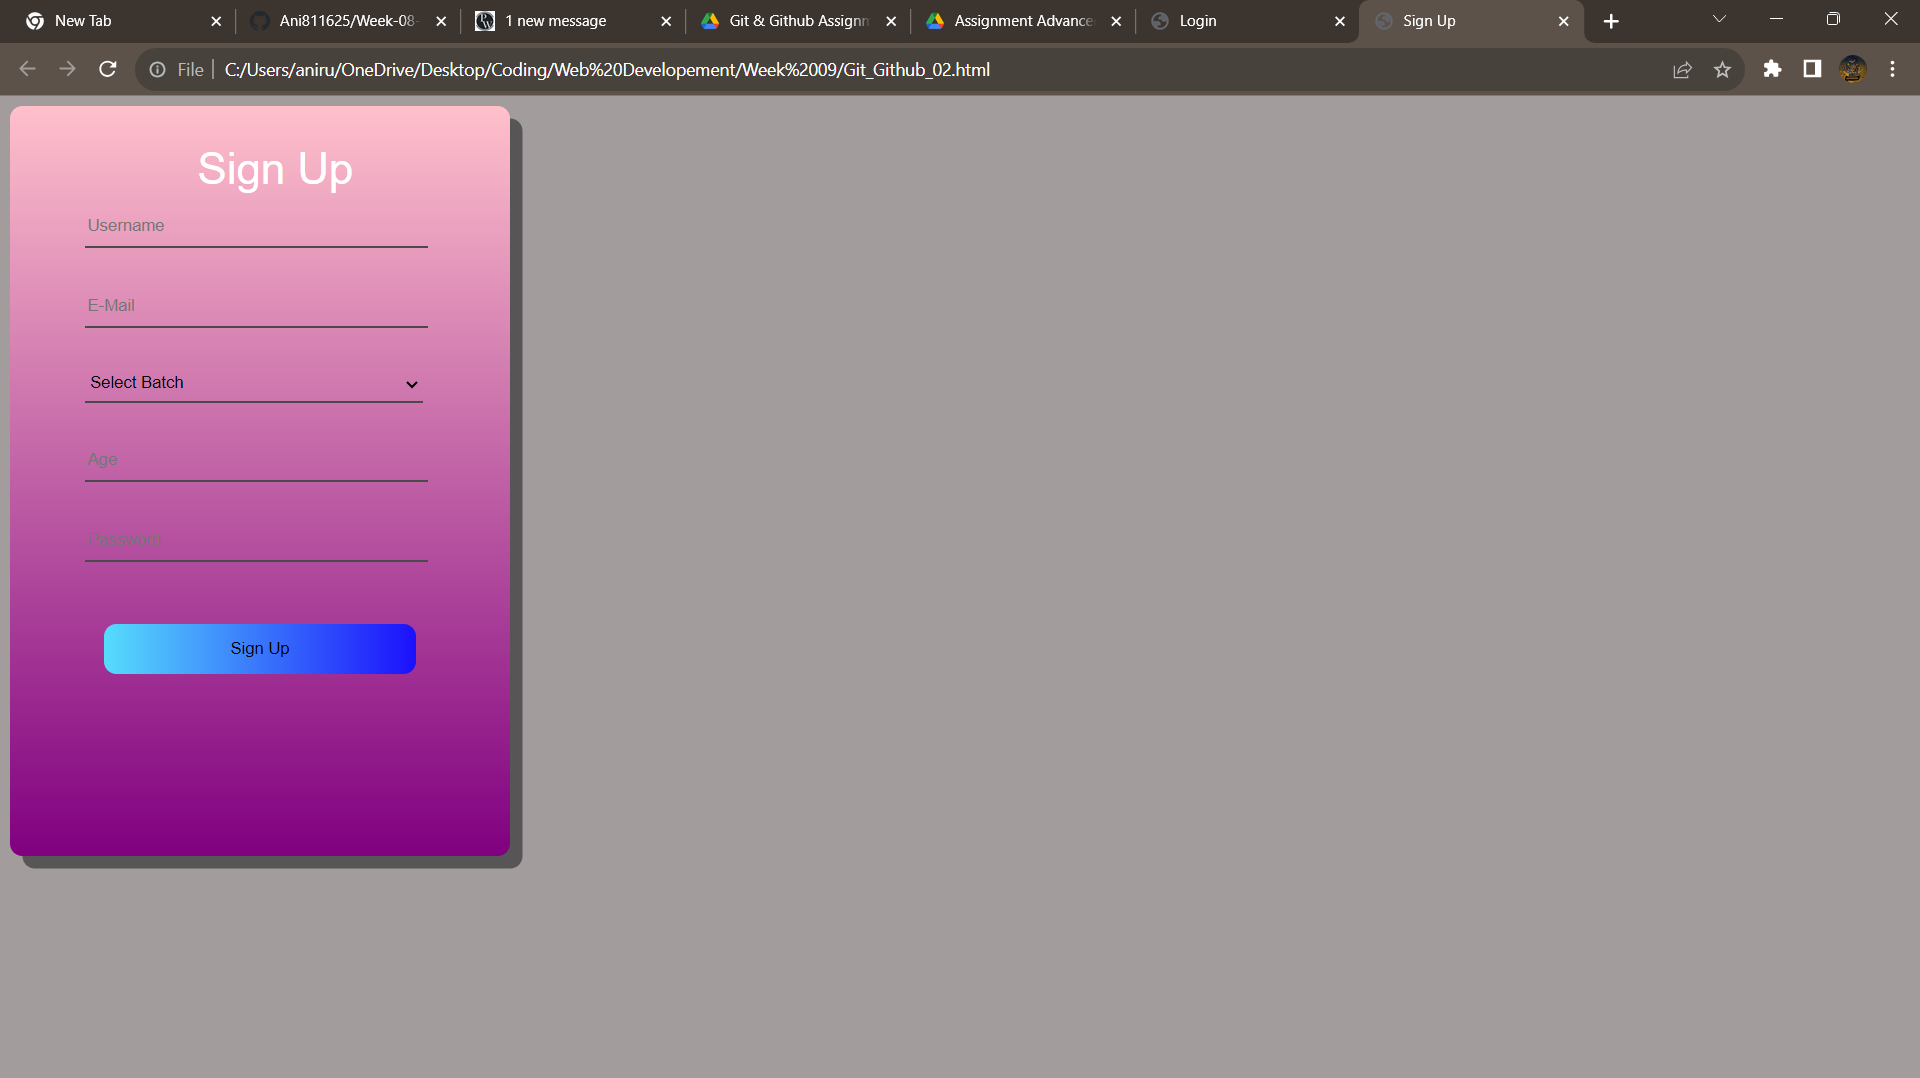 New Tab
Ani811625/Week-08-
1 new message
Git & Github Assignm
Assignment Advance
Login
Sign Up
File
C:/Users/aniru/OneDrive/Desktop/Coding/Web%20Developement/Week%2009/Git_Github_02.html
Sign Up
Username
E-Mail
Select Batch
Age
Password
Sign Up